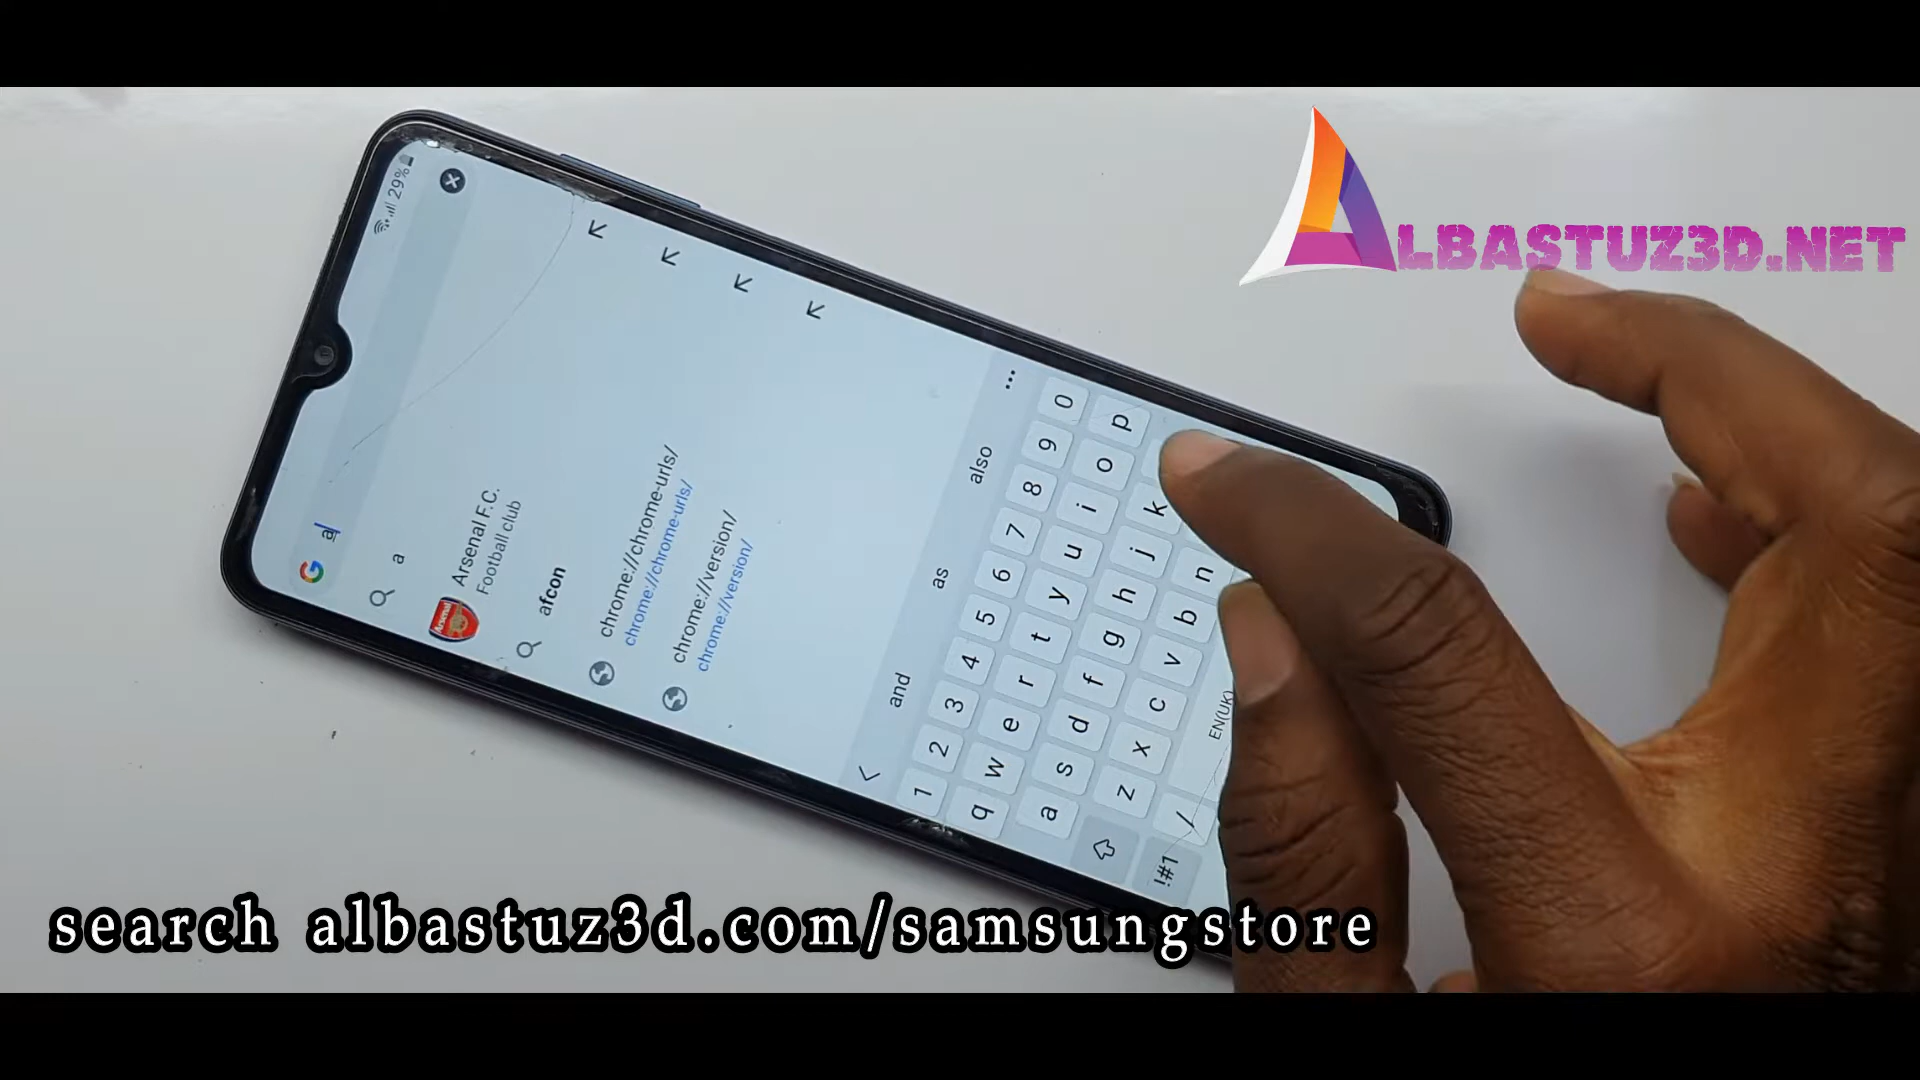 ALBASTUZ3D.NET
29%
a
a
Arsenal F.C.
Football club
afcon
chrome://chrome-urls/
chrome://chrome-urls/
chrome://version/
chrome://version/
and as also
1 2 3 4 5 6 7 8 9 0
q w e r t y u i o p
a s d f g h j k
z x c v b n
!#1 / EN(UK)
search albastuz3d.com/samsungstore